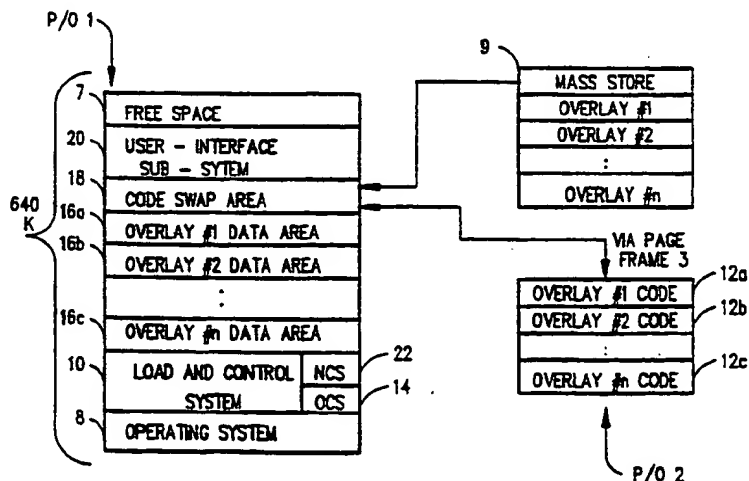 P/O 1
640
K
7
FREE SPACE
20
USER - INTERFACE
SUB - SYTEM
18
CODE SWAP AREA
16a
OVERLAY #1 DATA AREA
16b
OVERLAY #2 DATA AREA
:
16c
OVERLAY #n DATA AREA
10
LOAD AND CONTROL
SYSTEM
NCS
22
OCS
14
8
OPERATING SYSTEM
9
MASS STORE
OVERLAY #1
OVERLAY #2
:
OVERLAY #n
VIA PAGE
FRAME 3
OVERLAY #1 CODE
12a
OVERLAY #2 CODE
12b
:
OVERLAY #n CODE
12c
P/O 2